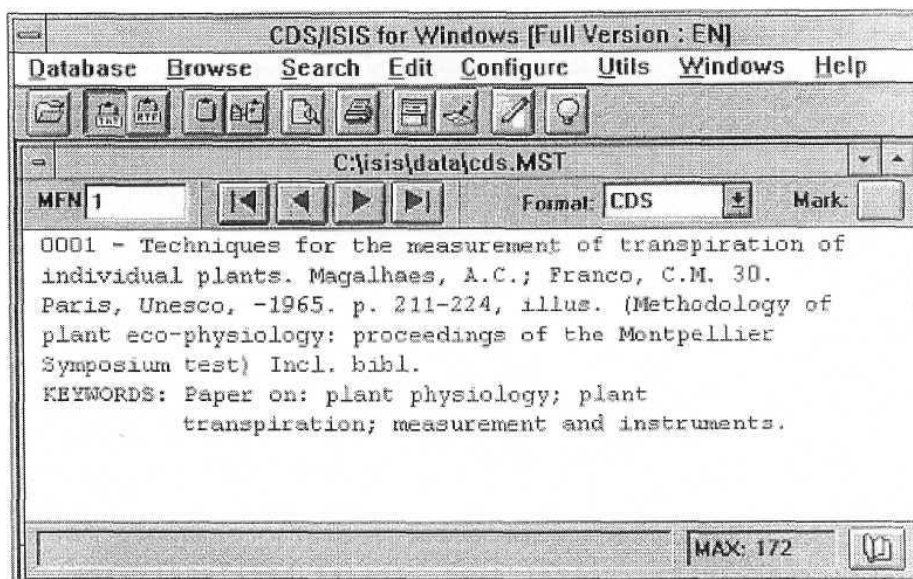 CDS/ISIS for Windows [Full Version : EN]
Database Browse Search Edit Configure Utils Windows Help
TXT RTF
C:\isis\data\cds.MST
MFN 1 Format: CDS Mark:
0001 - Techniques for the measurement of transpiration of
individual plants. Magalhaes, A.C.; Franco, C.M. 30.
Paris, Unesco, -1965. p. 211-224, illus. (Methodology of
plant eco-physiology: proceedings of the Montpellier
Symposium test) Incl. bibl.
KEYWORDS: Paper on: plant physiology; plant
transpiration; measurement and instruments.
MAX: 172